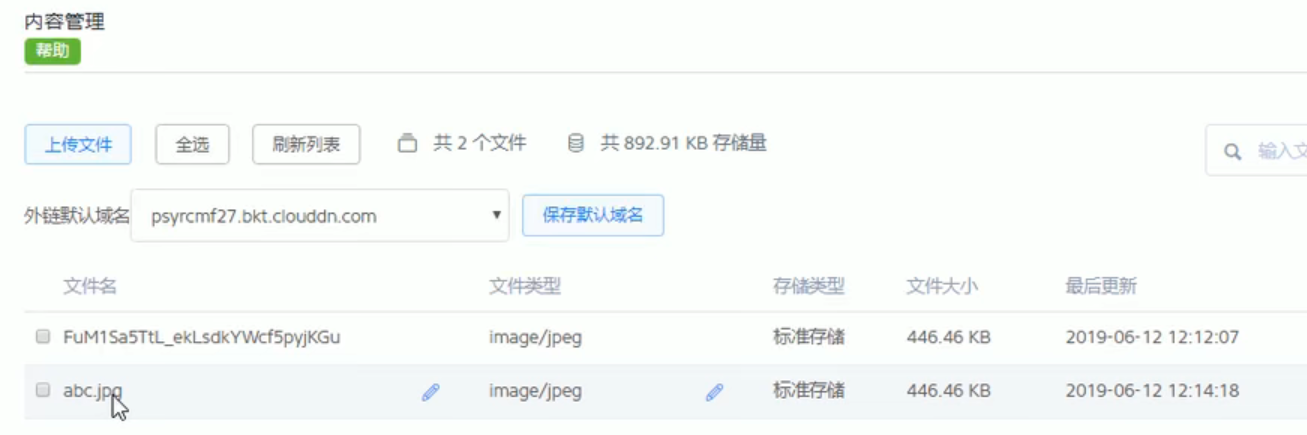 内容管理
帮助
上传文件 全选 刷新列表 共 2 个文件 共 892.91 KB 存储量 输入文
外链默认域名 psyrcmf27.bkt.clouddn.com 保存默认域名
文件名 文件类型 存储类型 文件大小 最后更新
FuM1Sa5TtL_ekLsdkYWcf5pyjKGu image/jpeg 标准存储 446.46 KB 2019-06-12 12:12:07
abc.jpg image/jpeg 标准存储 446.46 KB 2019-06-12 12:14:18